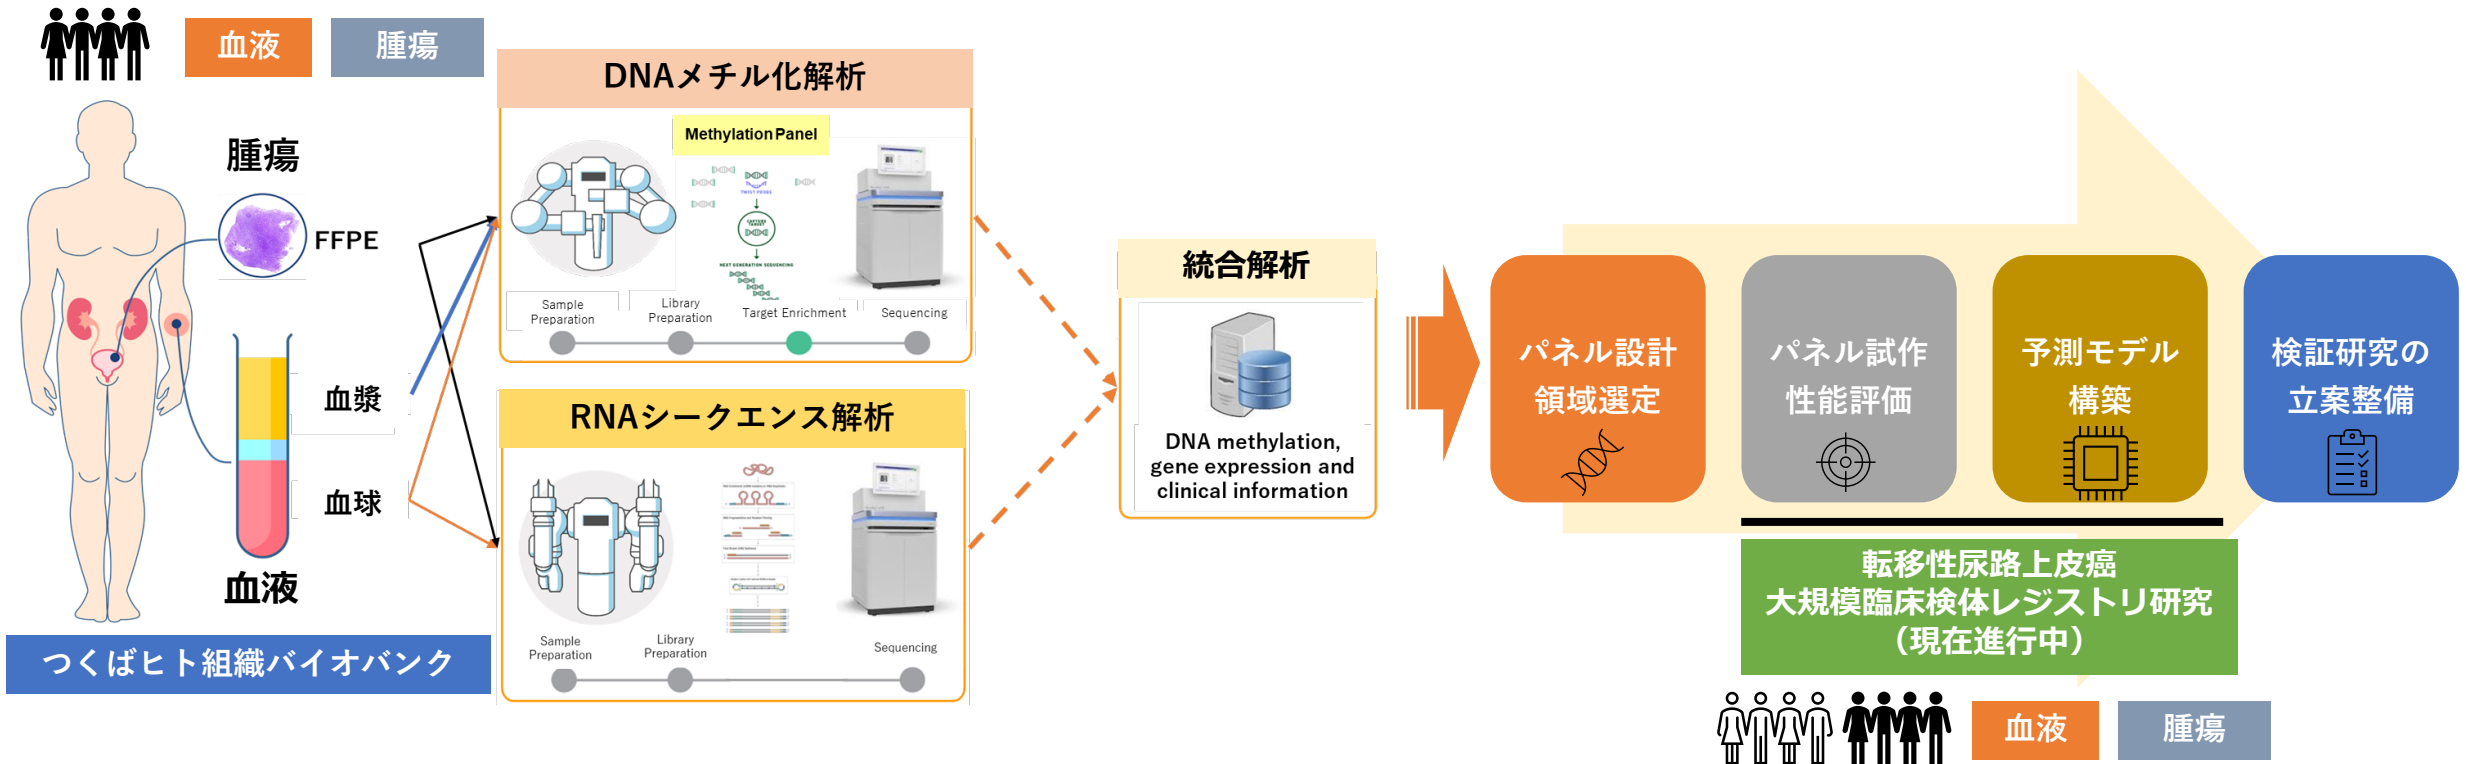 血液
腫瘍
腫瘍
FFPE
血漿
血球
血液
つくばヒト組織バイオバンク
DNAメチル化解析
Methylation Panel
TWIST PROBE
CAPTURE
NEXT GENERATION SEQUENCING
Sample
Preparation
Library
Preparation
Target Enrichment
Sequencing
RNAシークエンス解析
Sample
Preparation
Library
Preparation
Sequencing
統合解析
DNA methylation,
gene expression and
clinical information
パネル設計
領域選定
パネル試作
性能評価
予測モデル
構築
検証研究の
立案整備
転移性尿路上皮癌
大規模臨床検体レジストリ研究
（現在進行中）
血液
腫瘍